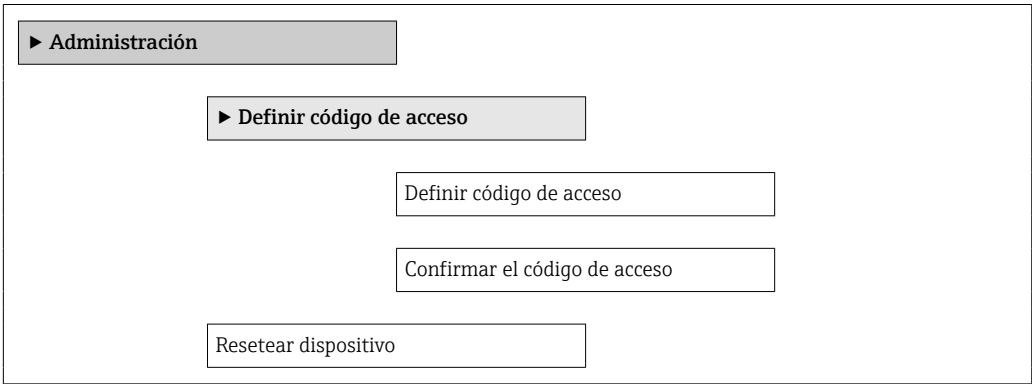 ▶ Administración
▶ Definir código de acceso
Definir código de acceso
Confirmar el código de acceso
Resetear dispositivo